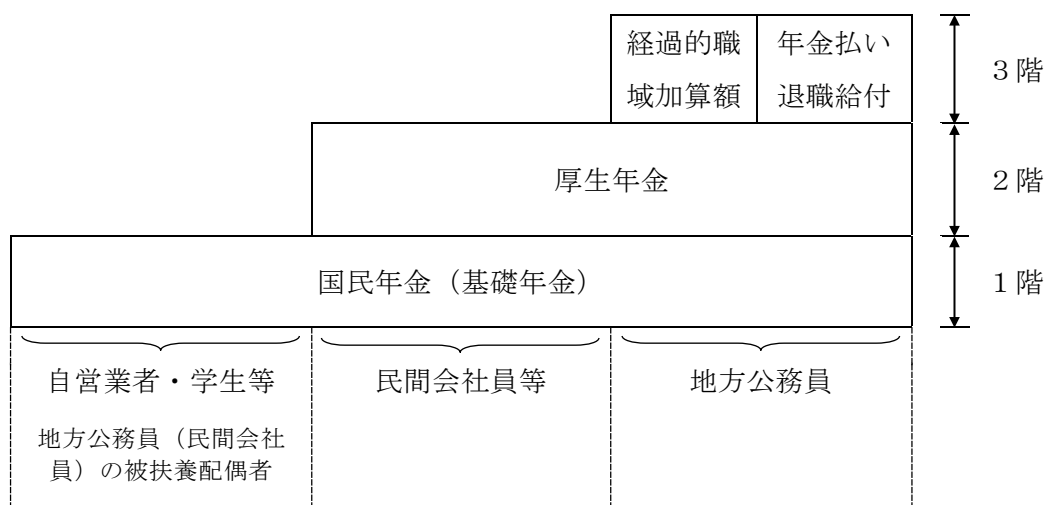 経過的職
域加算額
年金払い
退職給付
３階
厚生年金
２階
国民年金（基礎年金）
１階
自営業者・学生等
民間会社員等
地方公務員
地方公務員（民間会社
員）の被扶養配偶者